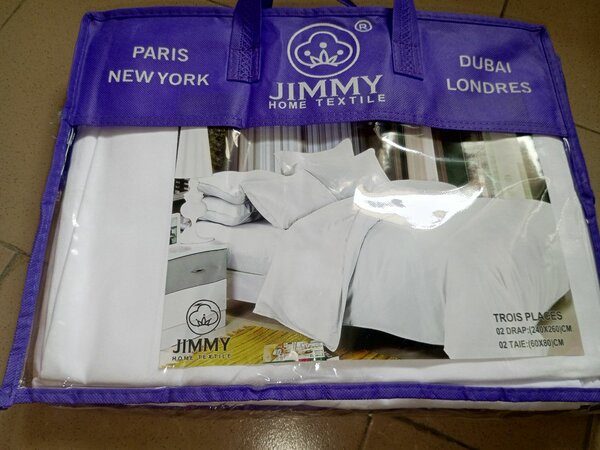 PARIS
NEW YORK
®
JIMMY
HOME TEXTILE
DUBAI
LONDRES
JIMMY
HOME TEXTILE
TROIS PLACES
02 DRAP:(240X260)CM
02 TAIE:(60X80)CM